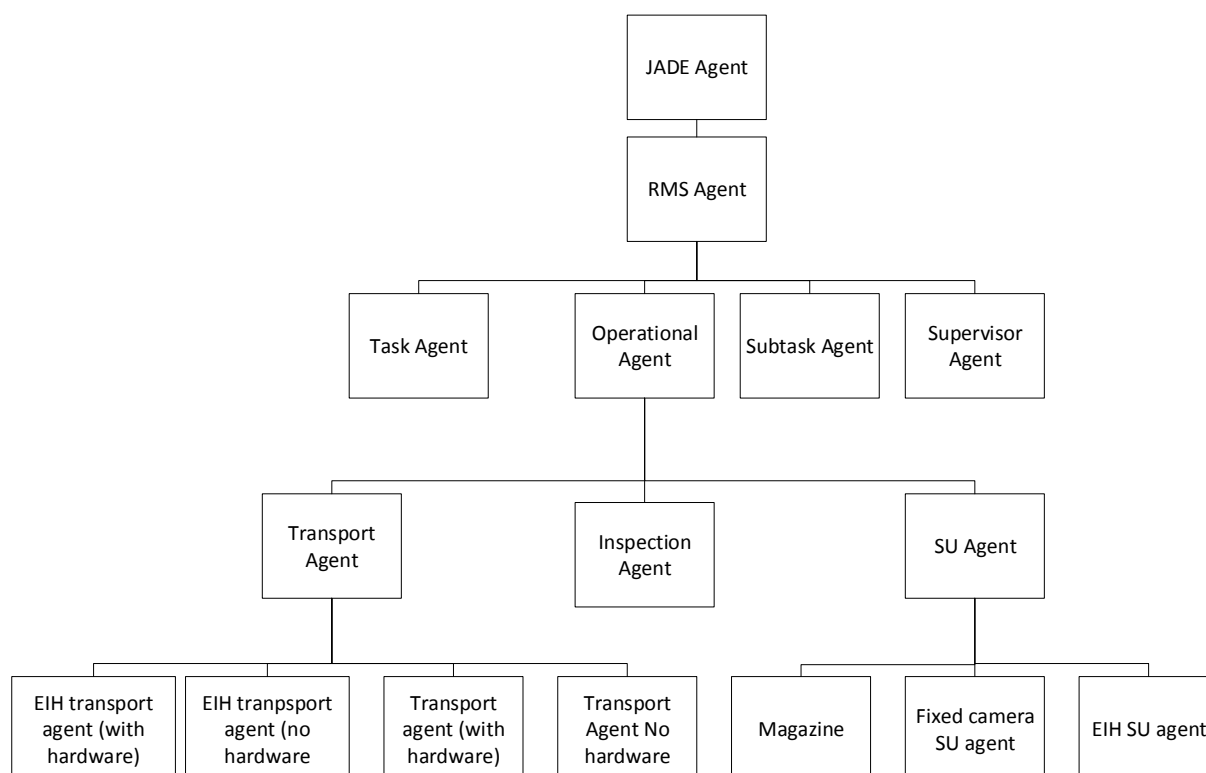 JADE Agent
RMS Agent
Task Agent
Operational
Agent
Subtask Agent
Supervisor
Agent
Transport
Agent
Inspection
Agent
SU Agent
EIH transport
agent (with
hardware)
EIH tranpsport
agent (no
hardware
Transport
agent (with
hardware)
Transport
Agent No
hardware
Magazine
Fixed camera
SU agent
EIH SU agent